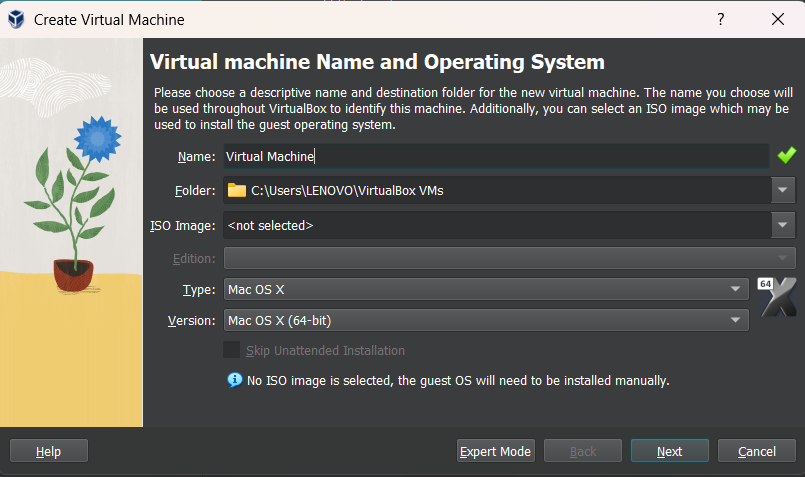 Create Virtual Machine
?
Virtual machine Name and Operating System
Please choose a descriptive name and destination folder for the new virtual machine. The name you choose will
be used throughout VirtualBox to identify this machine. Additionally, you can select an ISO image which may be
used to install the guest operating system.
Name: Virtual Machine
Folder: C:\Users\LENOVO\VirtualBox VMs
ISO Image: <not selected>
Edition:
Type: Mac OS X
64
Version: Mac OS X (64-bit)
Skip Unattended Installation
No ISO image is selected, the guest OS will need to be installed manually.
Help Expert Mode Back Next Cancel